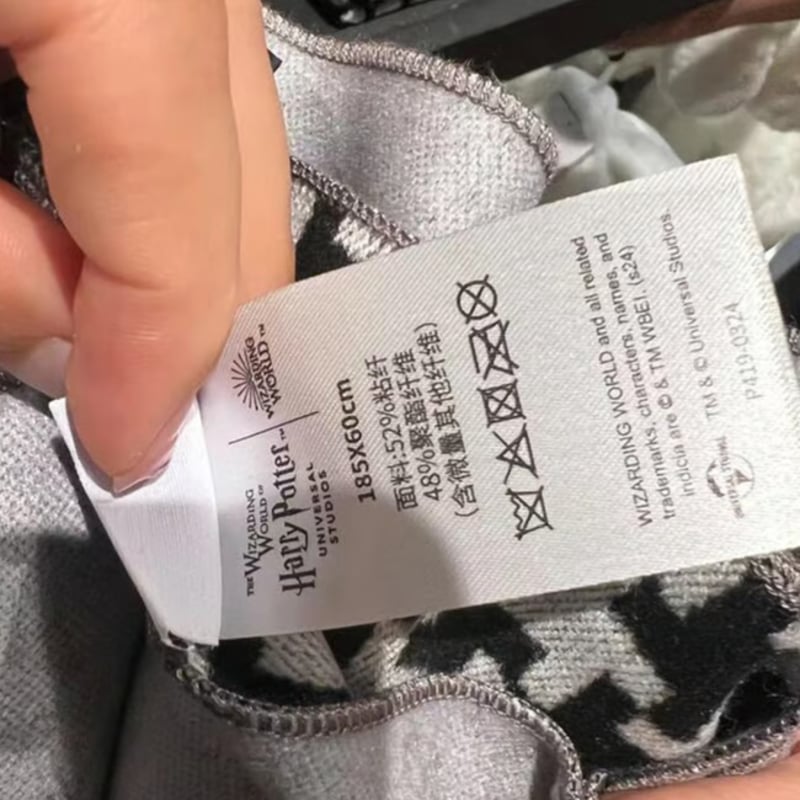 THE WIZARDING
WORLD OF
Harry Potter™
UNIVERSAL
STUDIOS
WIZARDING
WORLD™
185X60cm
面料:52%粘纤
48%聚酯纤维
(含微量其他纤维)
WIZARDING WORLD and all related
trademarks, characters, names, and
indicia are © & TM WBEI. (s24)
TM & © Universal Studios.
P419-0324